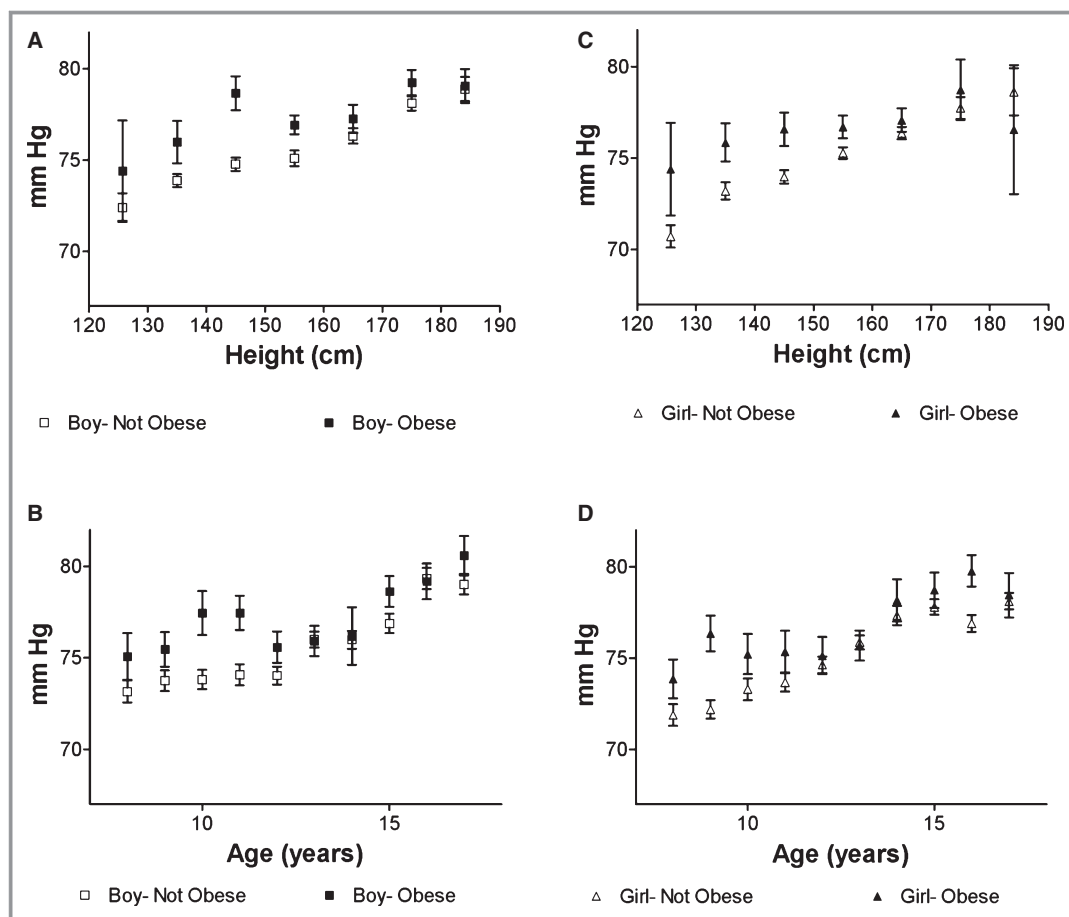 A
80
75
70
mm Hg
120 130 140 150 160 170 180 190
Height (cm)
Boy- Not Obese Boy- Obese
C
80
75
70
mm Hg
120 130 140 150 160 170 180 190
Height (cm)
Girl- Not Obese Girl- Obese
B
80
75
70
mm Hg
10 15
Age (years)
Boy- Not Obese Boy- Obese
D
80
75
70
mm Hg
10 15
Age (years)
Girl- Not Obese Girl- Obese